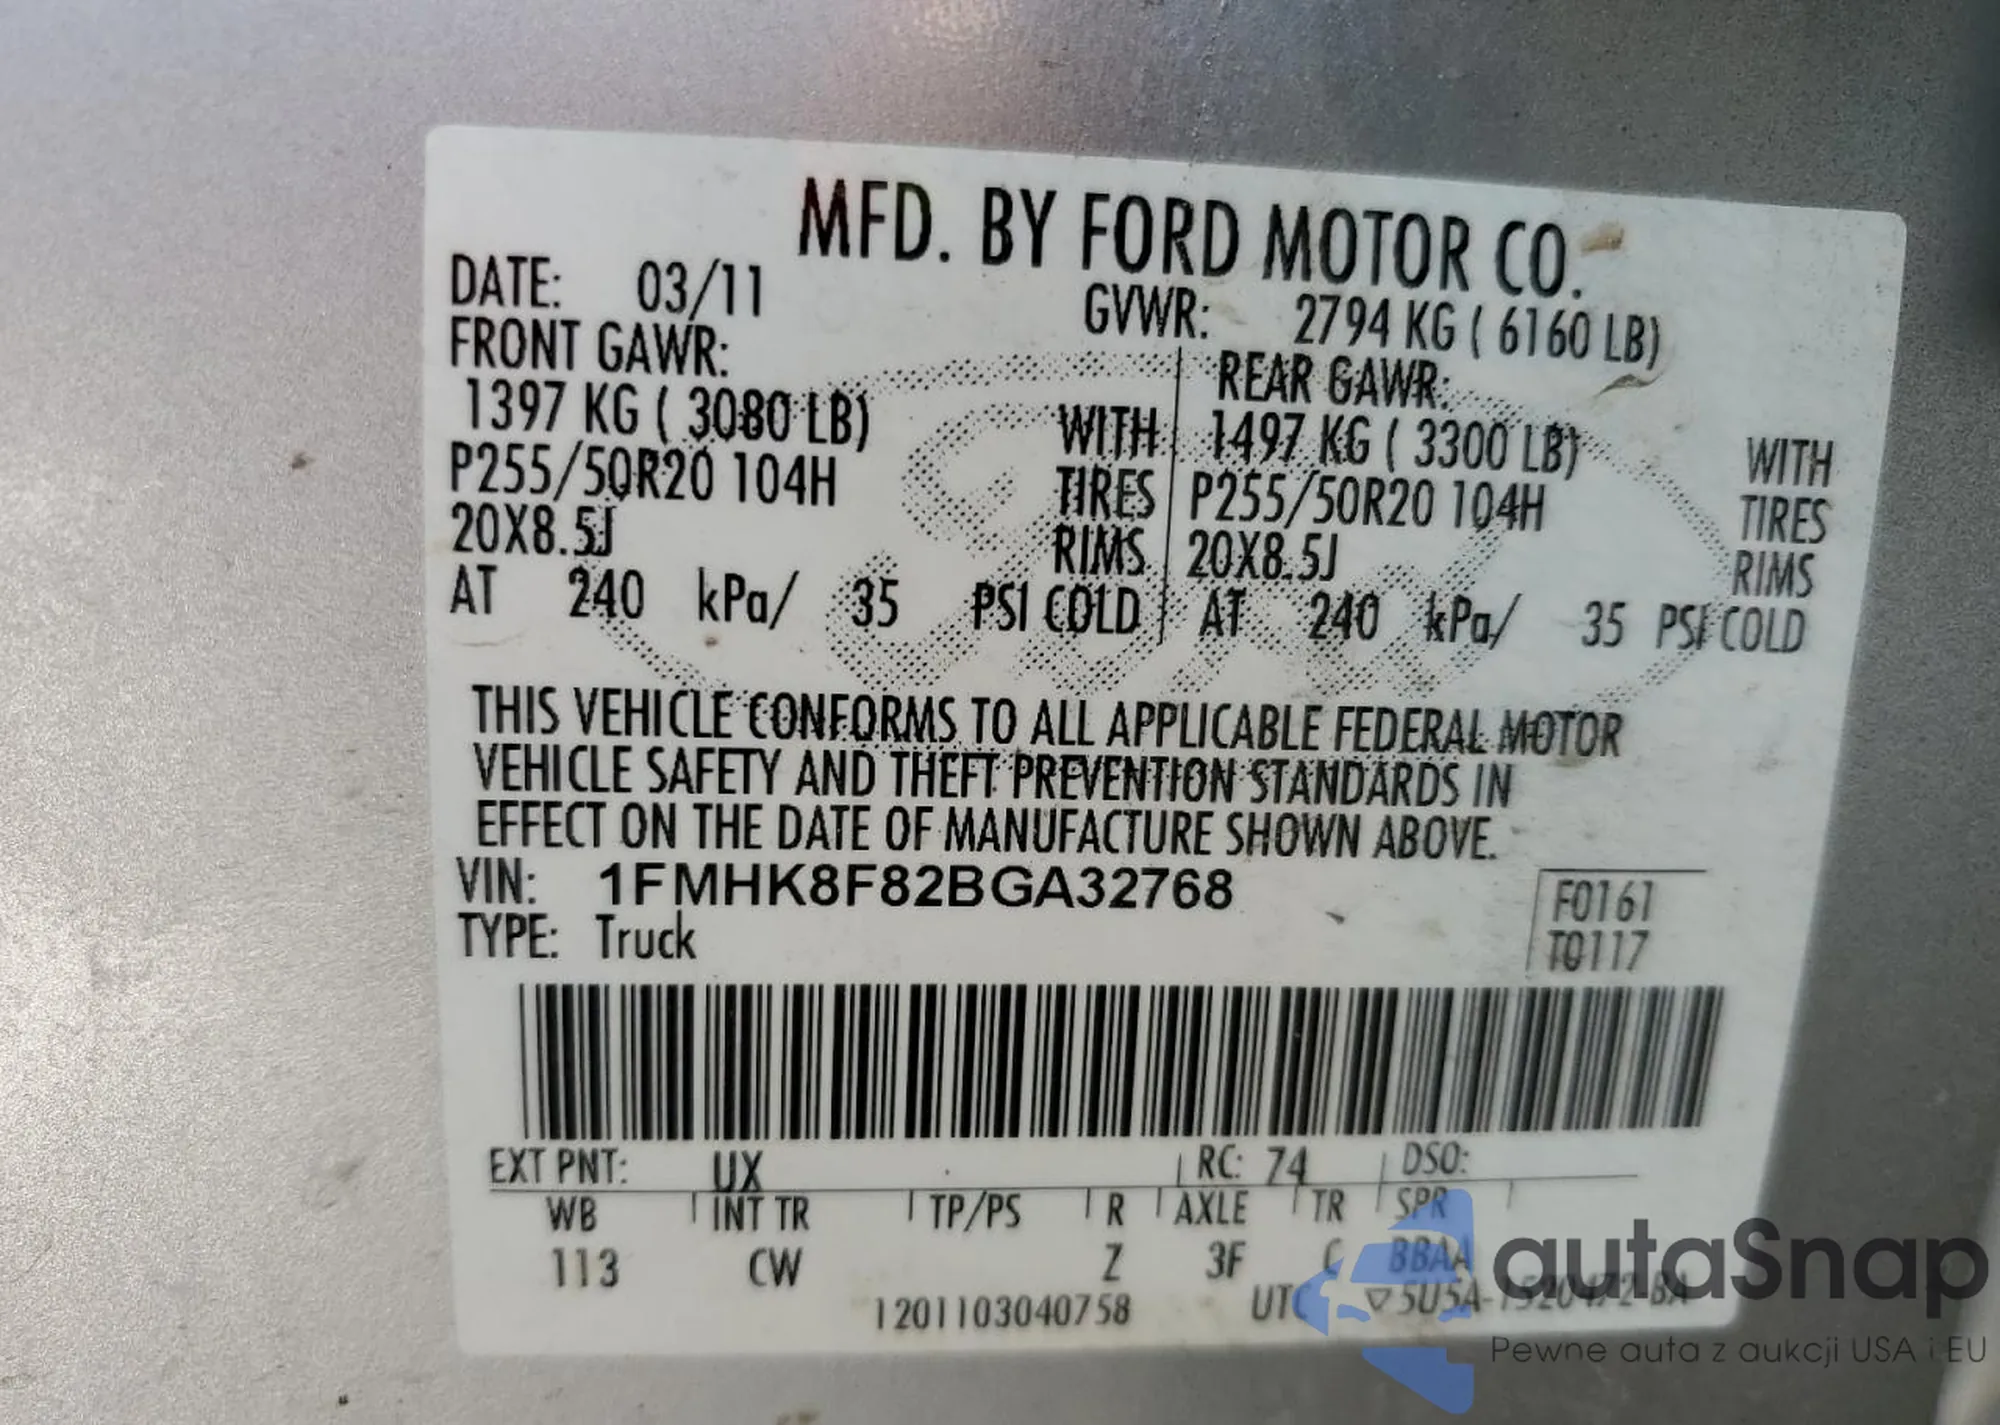 MFD. BY FORD MOTOR CO.
DATE: 03/11 GVWR: 2794 KG ( 6160 LB)
FRONT GAWR: REAR GAWR:
1397 KG ( 3080 LB) WITH 1497 KG ( 3300 LB) WITH
P255/50R20 104H TIRES P255/50R20 104H TIRES
20X8.5J RIMS 20X8.5J RIMS
AT 240 kPa/ 35 PSI COLD AT 240 kPa/ 35 PSI COLD
THIS VEHICLE CONFORMS TO ALL APPLICABLE FEDERAL MOTOR
VEHICLE SAFETY AND THEFT PREVENTION STANDARDS IN
EFFECT ON THE DATE OF MANUFACTURE SHOWN ABOVE.
VIN: 1FMHK8F82BGA32768 F0161
TYPE: Truck T0117
EXT PNT: UX RC: 74 DSO:
WB INT TR TP/PS R AXLE TR SPR
113 CW Z 3F C BBAA
1201103040758 UTC ▽5U5A-1520472-BA
autaSnap
Pewne auta z aukcji USA i EU